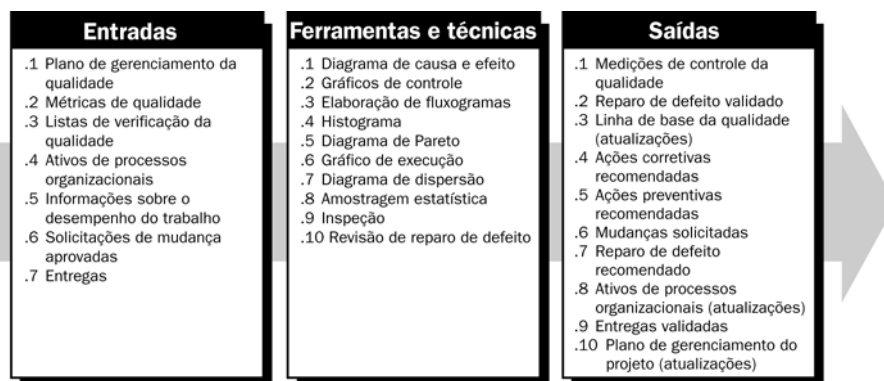 Entradas
.1 Plano de gerenciamento da
qualidade
.2 Métricas de qualidade
.3 Listas de verificação da
qualidade
.4 Ativos de processos
organizacionais
.5 Informações sobre o
desempenho do trabalho
.6 Solicitações de mudança
aprovadas
.7 Entregas
Ferramentas e técnicas
.1 Diagrama de causa e efeito
.2 Gráficos de controle
.3 Elaboração de fluxogramas
.4 Histograma
.5 Diagrama de Pareto
.6 Gráfico de execução
.7 Diagrama de dispersão
.8 Amostragem estatística
.9 Inspeção
.10 Revisão de reparo de defeito
Saídas
.1 Medições de controle da
qualidade
.2 Reparo de defeito validado
.3 Linha de base da qualidade
(atualizações)
.4 Ações corretivas
recomendadas
.5 Ações preventivas
recomendadas
.6 Mudanças solicitadas
.7 Reparo de defeito
recomendado
.8 Ativos de processos
organizacionais (atualizações)
.9 Entregas validadas
.10 Plano de gerenciamento do
projeto (atualizações)